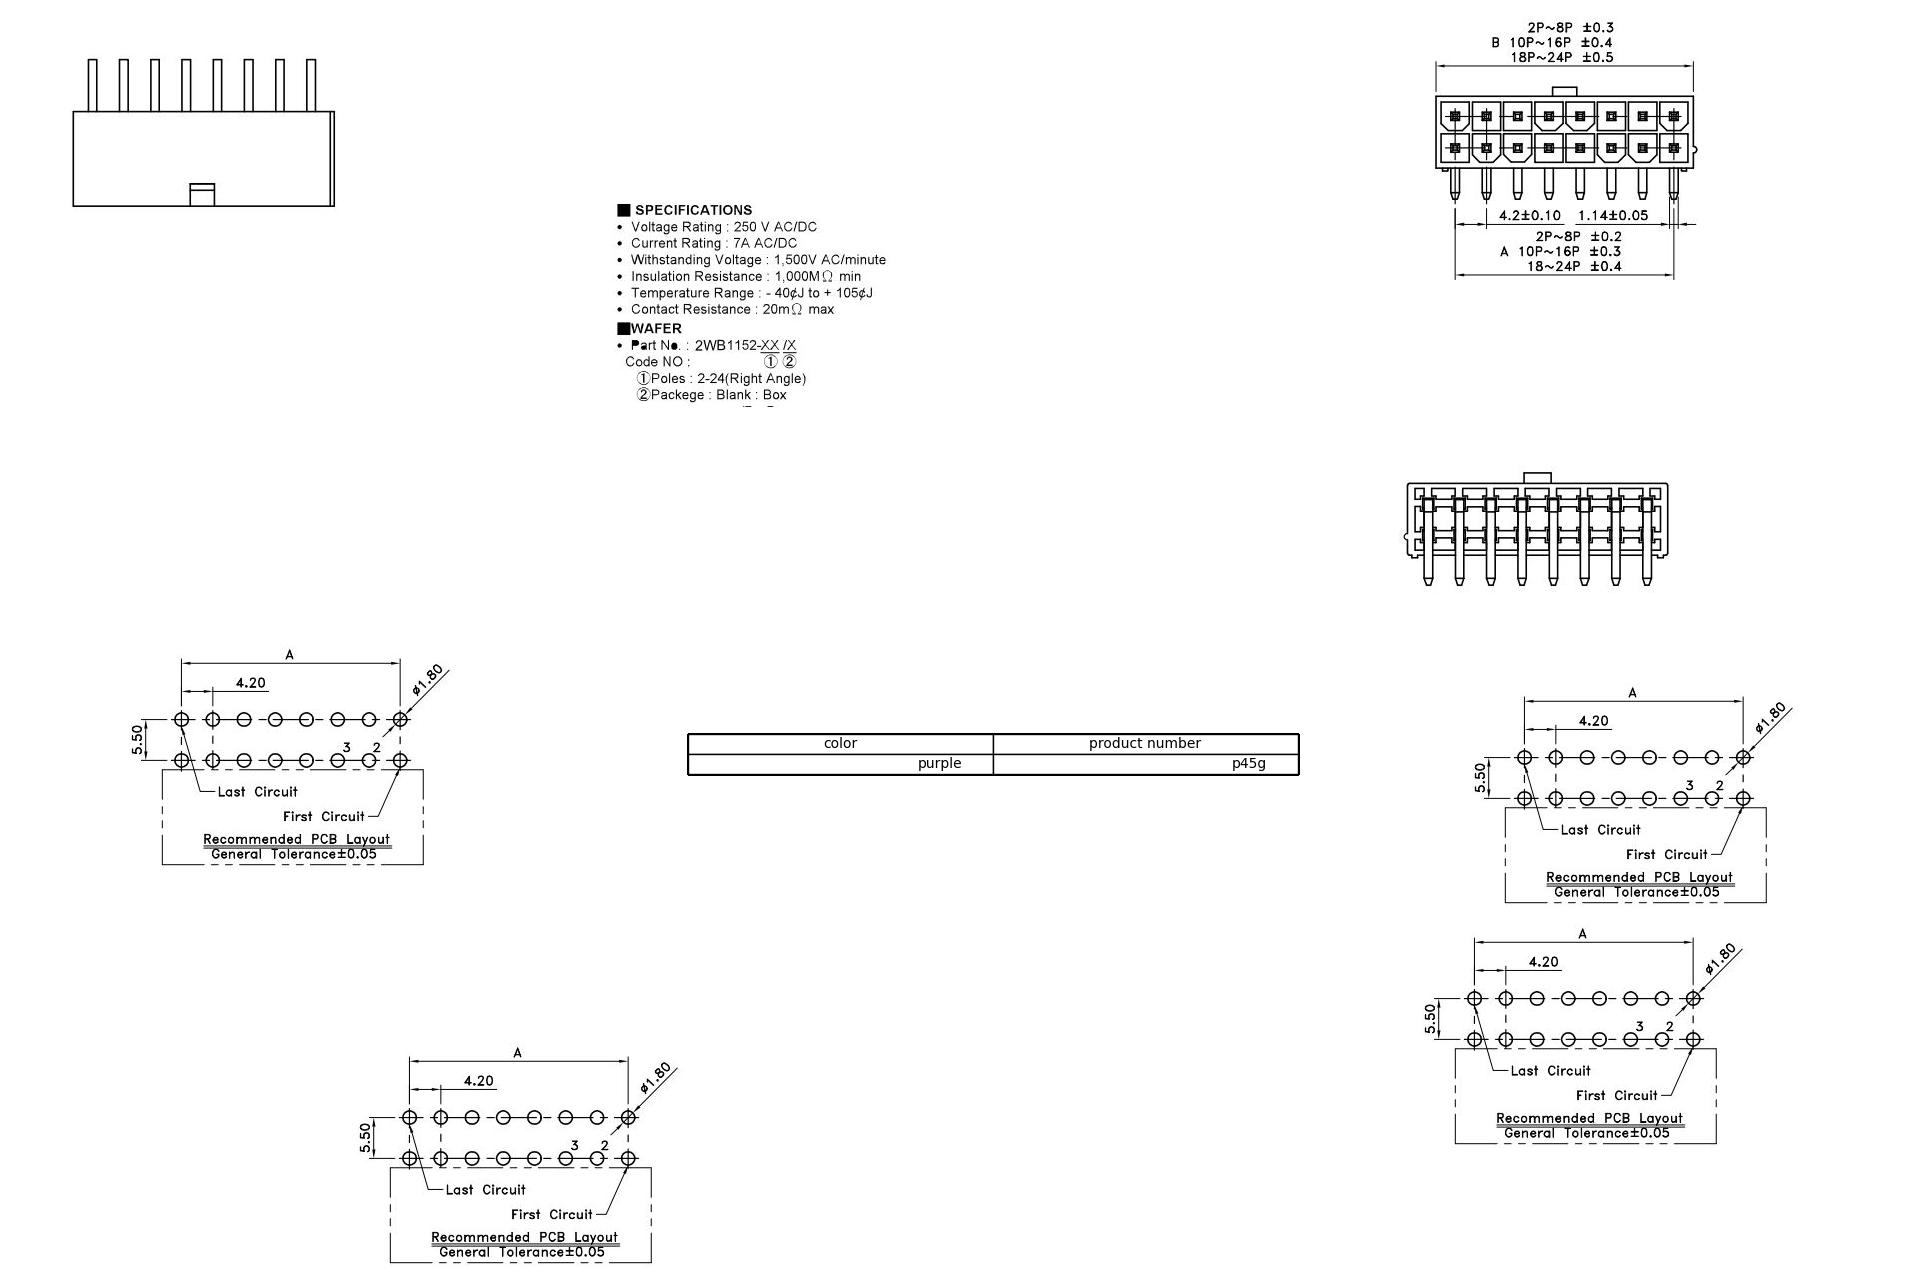 2P~8P ±0.3
B 10P~16P ±0.4
18P~24P ±0.5
4.2±0.10 1.14±0.05
2P~8P ±0.2
A 10P~16P ±0.3
18~24P ±0.4
■ SPECIFICATIONS
• Voltage Rating : 250 V AC/DC
• Current Rating : 7A AC/DC
• Withstanding Voltage : 1,500V AC/minute
• Insulation Resistance : 1,000MΩ min
• Temperature Range : - 40¢J to + 105¢J
• Contact Resistance : 20mΩ max
■WAFER
• Part No. : 2WB1152-XX /X
Code NO : ① ②
①Poles : 2-24(Right Angle)
②Packege : Blank : Box
A
4.20
ø1.80
5.50
3 2
Last Circuit
First Circuit
Recommended PCB Layout
General Tolerance±0.05
color product number
purple p45g
A
4.20
ø1.80
5.50
3 2
Last Circuit
First Circuit
Recommended PCB Layout
General Tolerance±0.05
A
4.20
ø1.80
5.50
3 2
Last Circuit
First Circuit
Recommended PCB Layout
General Tolerance±0.05
A
4.20
ø1.80
5.50
3 2
Last Circuit
First Circuit
Recommended PCB Layout
General Tolerance±0.05